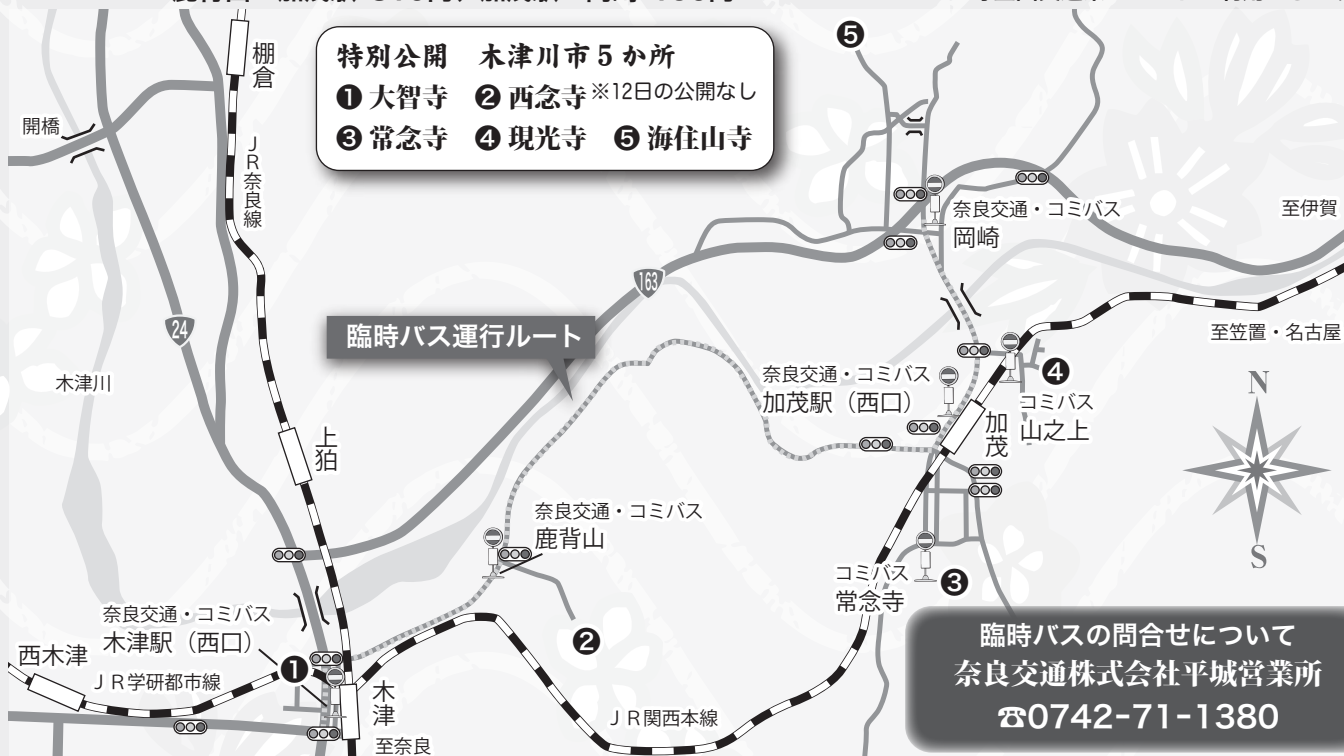 棚倉
特別公開　木津川市5か所
❶大智寺　❷西念寺※12日の公開なし
❸常念寺　❹現光寺　❺海住山寺
❺
開橋
JR奈良線
奈良交通・コミバス
岡崎
至伊賀
163
24
臨時バス運行ルート
至笠置・名古屋
木津川
奈良交通・コミバス
加茂駅（西口）
❹
コミバス
山之上
加茂
N
S
上狛
奈良交通・コミバス
鹿背山
コミバス
常念寺
❸
❷
奈良交通・コミバス
木津駅（西口）
西木津
JR学研都市線
❶
木津
至奈良
JR関西本線
臨時バスの問合せについて
奈良交通株式会社平城営業所
☎0742-71-1380